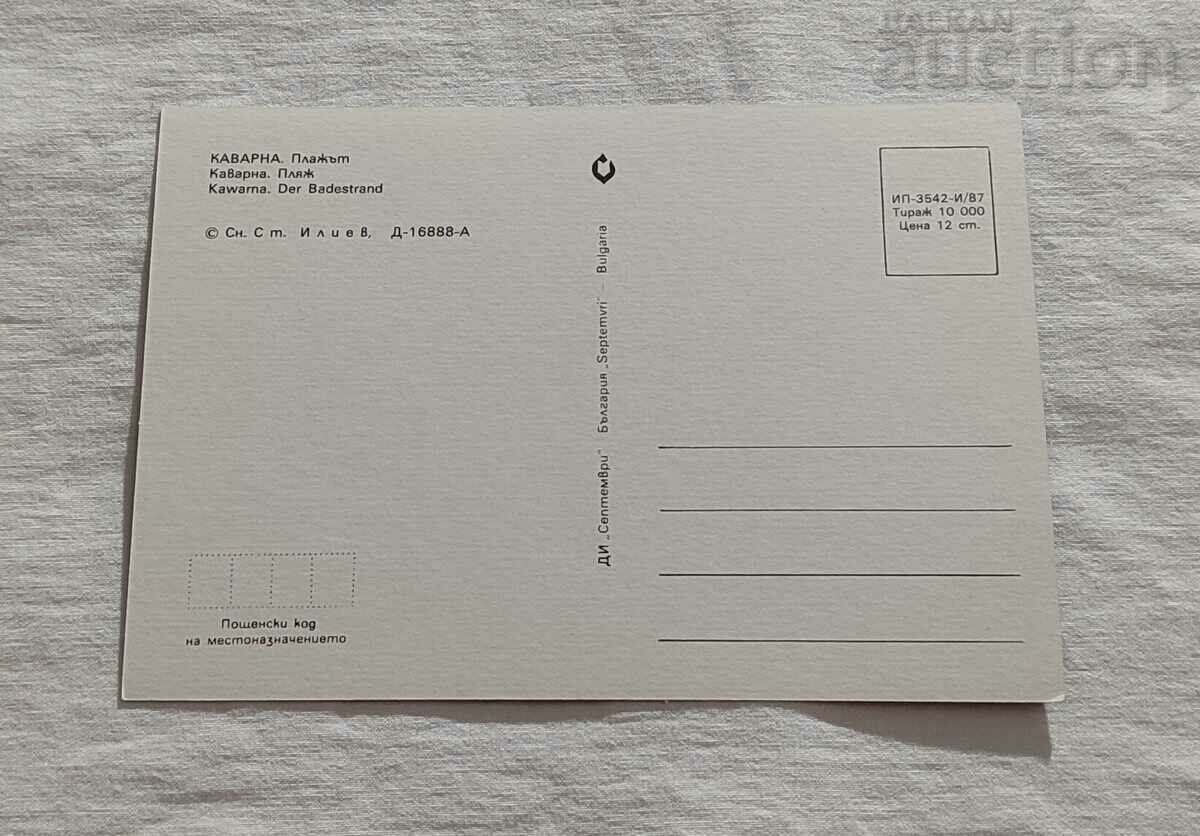 BALKAN
auction
КАВАРНА. Плажът
Каварна. Пляж
Kawarna. Der Badestrand
© Сн. Ст. Илиев, Д-16888-А
ДИ „Септември" България „Septemvri" – Bulgaria
ИП-3542-И/87
Тираж 10 000
Цена 12 ст.
Пощенски код
на местоназначението